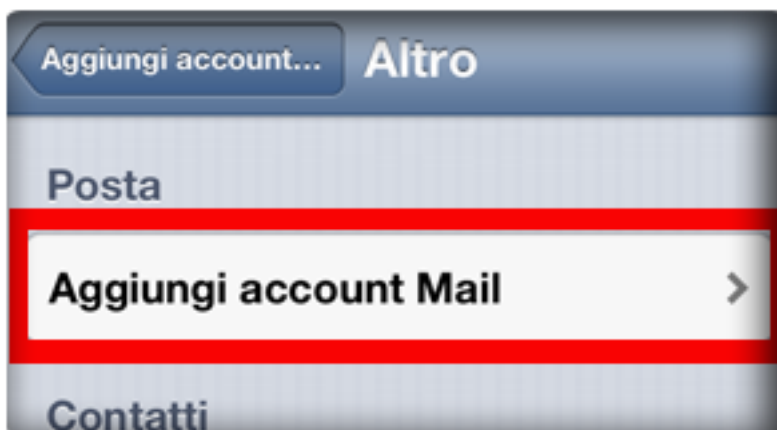 Aggiungi account... Altro
Posta
Aggiungi account Mail
Contatti